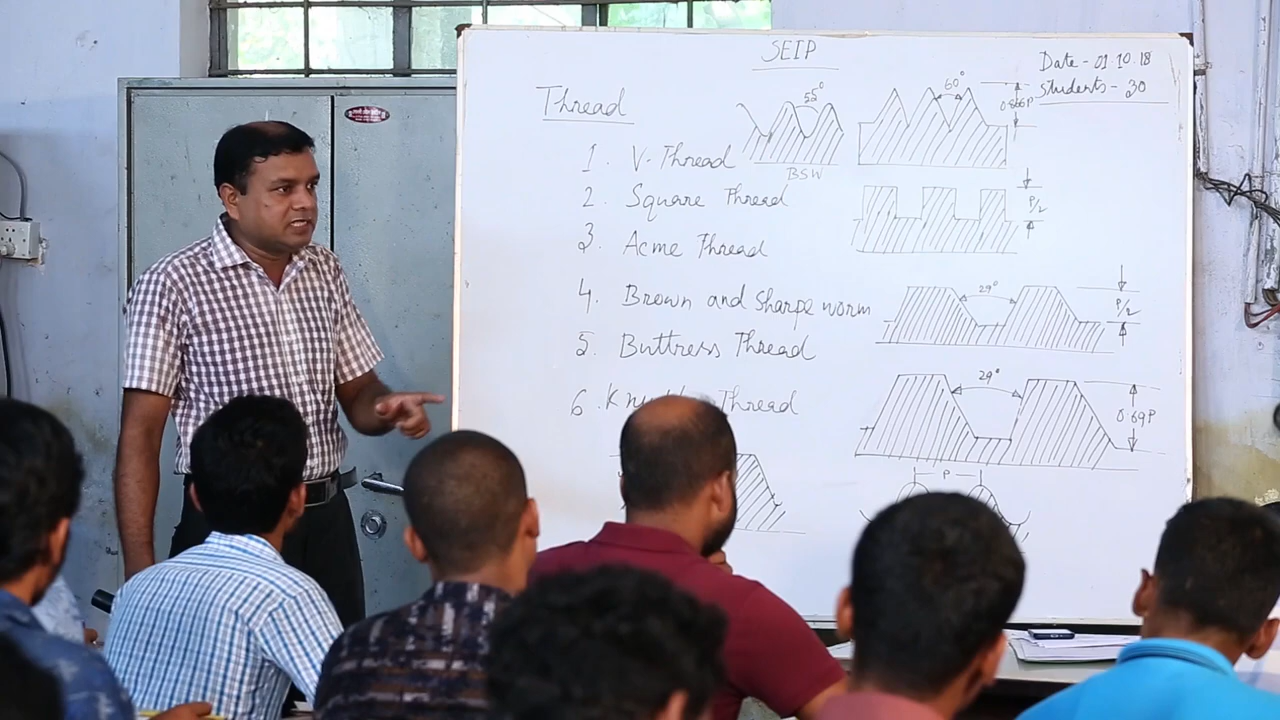 SEIP
Date - 01.10.18
Students - 30
Thread
55°
60°
0.866P
1. V-Thread
BSW
2. Square Thread
P/2
3. Acme Thread
4. Brown and Sharpe worm
29°
P/2
5. Buttress Thread
29°
6. Thread
0.69P
P